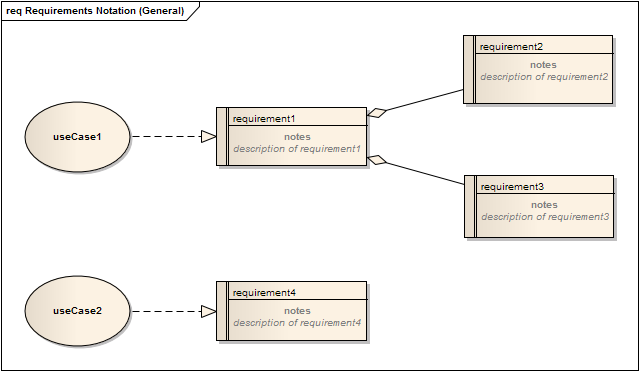 req Requirements Notation (General)
requirement2
notes
description of requirement2
requirement1
notes
description of requirement1
useCase1
requirement3
notes
description of requirement3
requirement4
notes
description of requirement4
useCase2